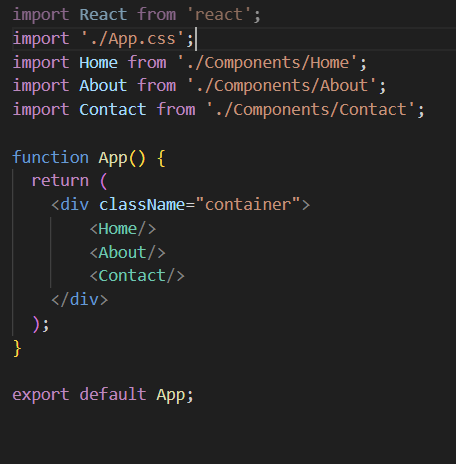 import React from 'react';
import './App.css';
import Home from './Components/Home';
import About from './Components/About';
import Contact from './Components/Contact';

function App() {
  return (
    <div className="container">
        <Home/>
        <About/>
        <Contact/>
    </div>
  );
}

export default App;